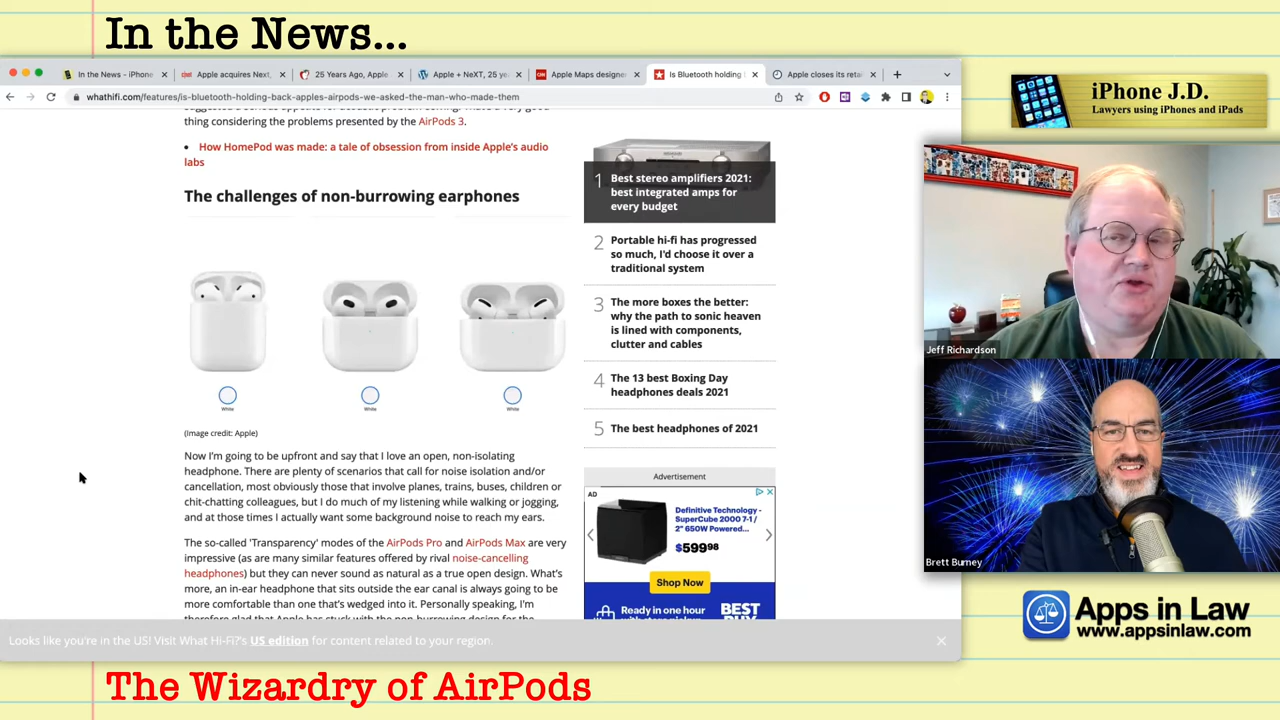 In the News...
In the News - iPhone
Apple acquires Next,
25 Years Ago, Apple
Apple + NeXT, 25 ye
Apple Maps designe
Is Bluetooth holding
Apple closes its reta
whathifi.com/features/is-bluetooth-holding-back-apples-airpods-we-asked-the-man-who-made-them
thing considering the problems presented by the AirPods 3.
How HomePod was made: a tale of obsession from inside Apple's audio
labs
The challenges of non-burrowing earphones
White
White
White
(Image credit: Apple)
Now I'm going to be upfront and say that I love an open, non-isolating
headphone. There are plenty of scenarios that call for noise isolation and/or
cancellation, most obviously those that involve planes, trains, buses, children or
chit-chatting colleagues, but I do much of my listening while walking or jogging,
and at those times I actually want some background noise to reach my ears.
The so-called 'Transparency' modes of the AirPods Pro and AirPods Max are very
impressive (as are many similar features offered by rival noise-cancelling
headphones) but they can never sound as natural as a true open design. What's
more, an in-ear headphone that sits outside the ear canal is always going to be
more comfortable than one that's wedged into it. Personally speaking, I'm
1 Best stereo amplifiers 2021:
best integrated amps for
every budget
2 Portable hi-fi has progressed
so much, I'd choose it over a
traditional system
3 The more boxes the better:
why the path to sonic heaven
is lined with components,
clutter and cables
4 The 13 best Boxing Day
headphones deals 2021
5 The best headphones of 2021
Advertisement
AD
Definitive Technology -
SuperCube 2000 7-1/
2" 650W Powered...
$599.98
Shop Now
Ready in one hour
BEST
Looks like you're in the US! Visit What Hi-Fi?'s US edition for content related to your region.
iPhone J.D.
Lawyers using iPhones and iPads
Jeff Richardson
Brett Burney
Apps in Law
www.appsinlaw.com
The Wizardry of AirPods